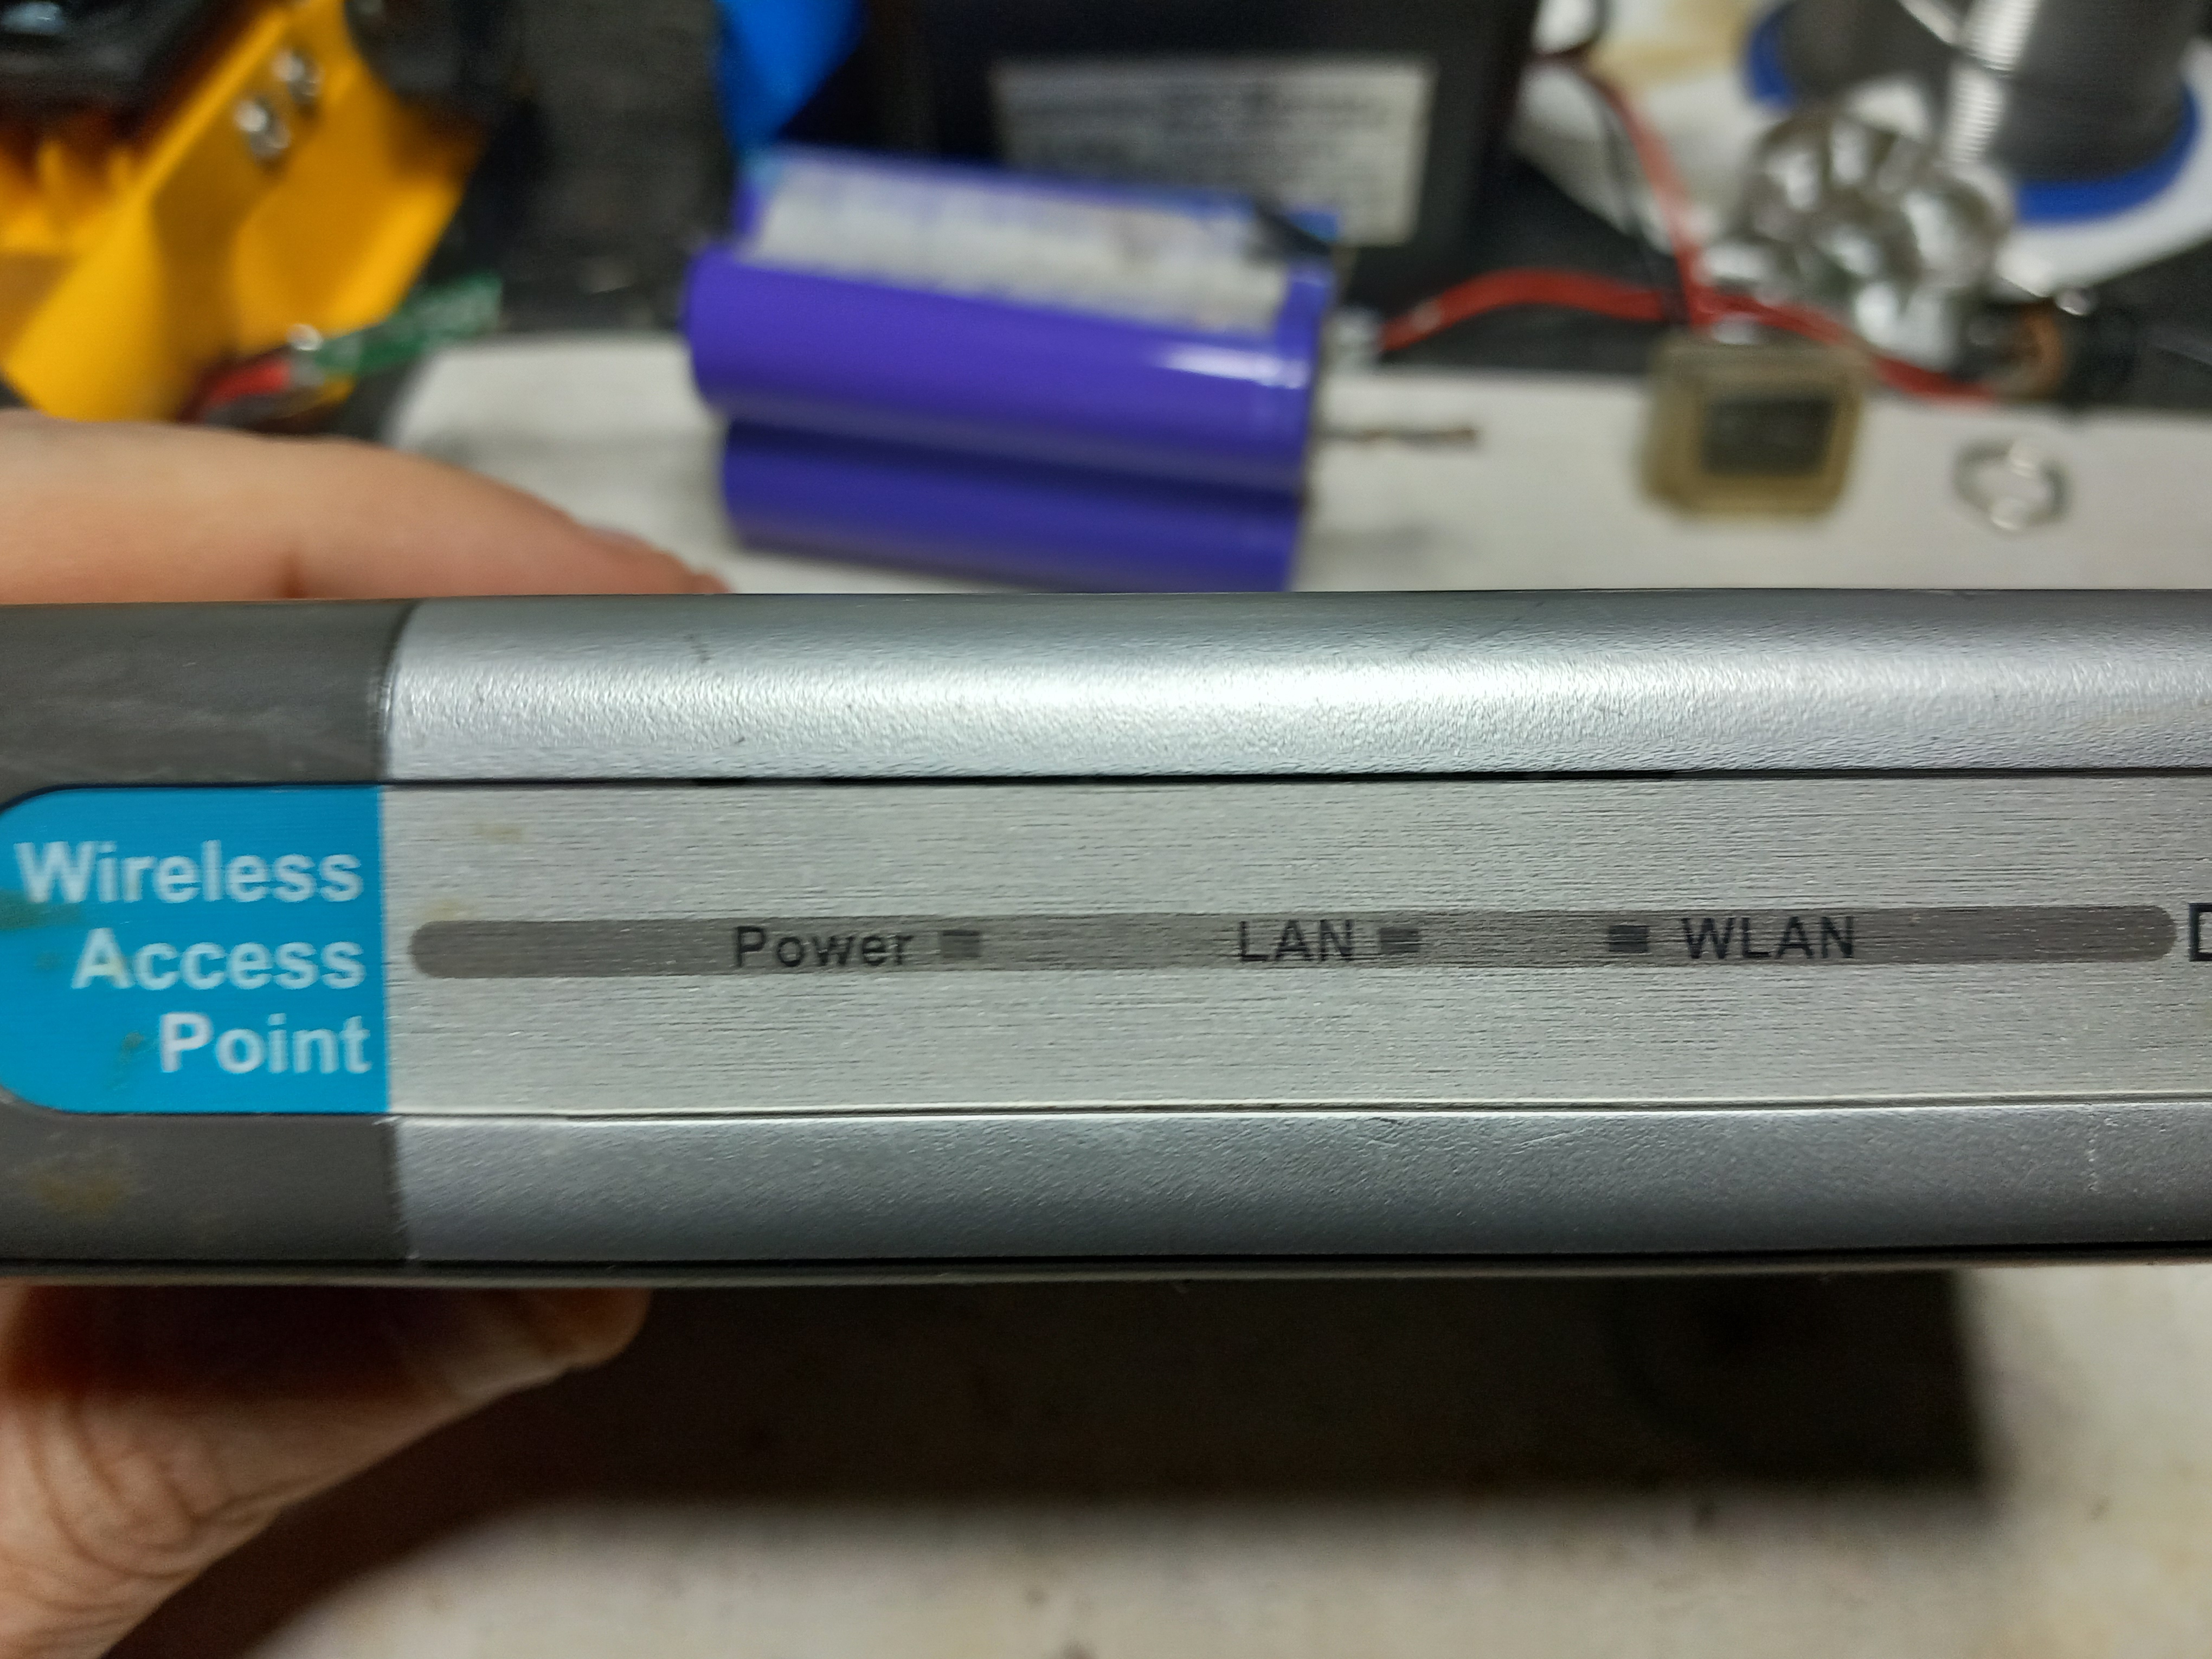 Wireless
Access
Point
Power
LAN
WLAN